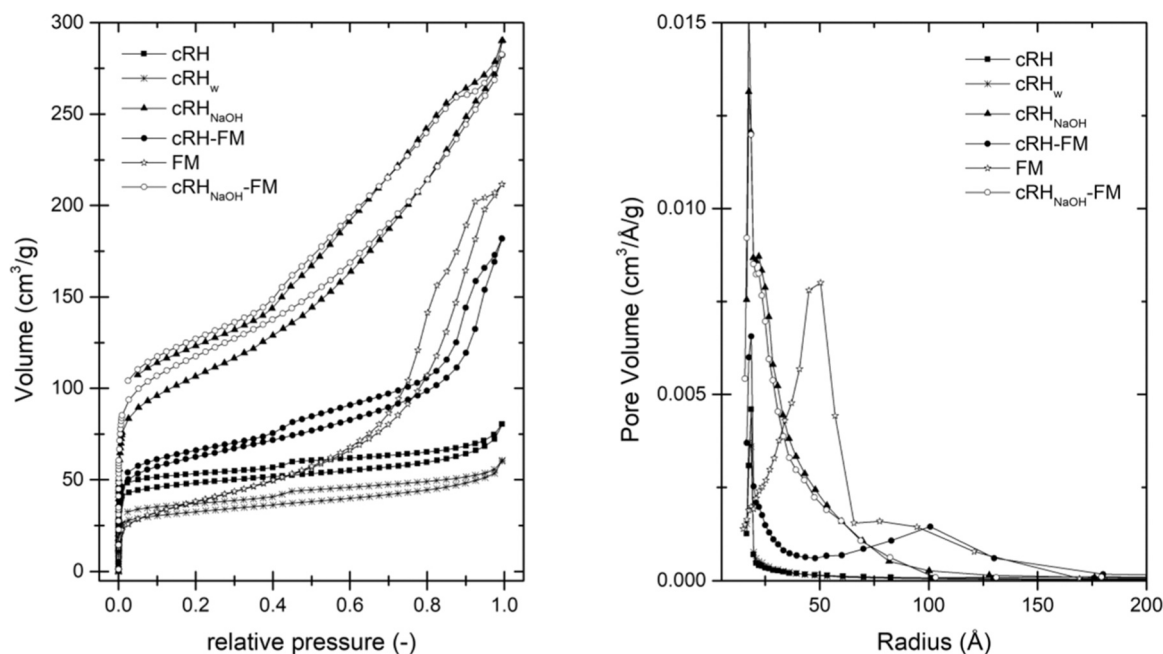 300
250
200
150
100
50
0
Volume (cm³/g)
cRH
cRHw
cRHNaOH
cRH-FM
FM
cRHNaOH-FM
0.0 0.2 0.4 0.6 0.8 1.0
relative pressure (-)
0.015
0.010
0.005
0.000
Pore Volume (cm³/Å/g)
cRH
cRHw
cRHNaOH
cRH-FM
FM
cRHNaOH-FM
50 100 150 200
Radius (Å)